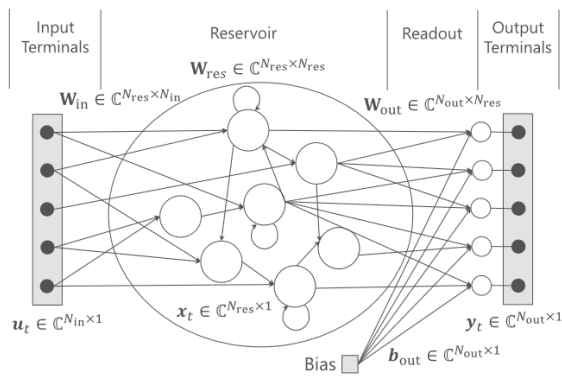 Input
Terminals
Reservoir
Readout
Output
Terminals
𝐖_res ∈ ℂ^{N_res×N_res}
𝐖_in ∈ ℂ^{N_res×N_in}
𝐖_out ∈ ℂ^{N_out×N_res}
𝒖_t ∈ ℂ^{N_in×1}
𝒙_t ∈ ℂ^{N_res×1}
𝒚_t ∈ ℂ^{N_out×1}
Bias
𝒃_out ∈ ℂ^{N_out×1}